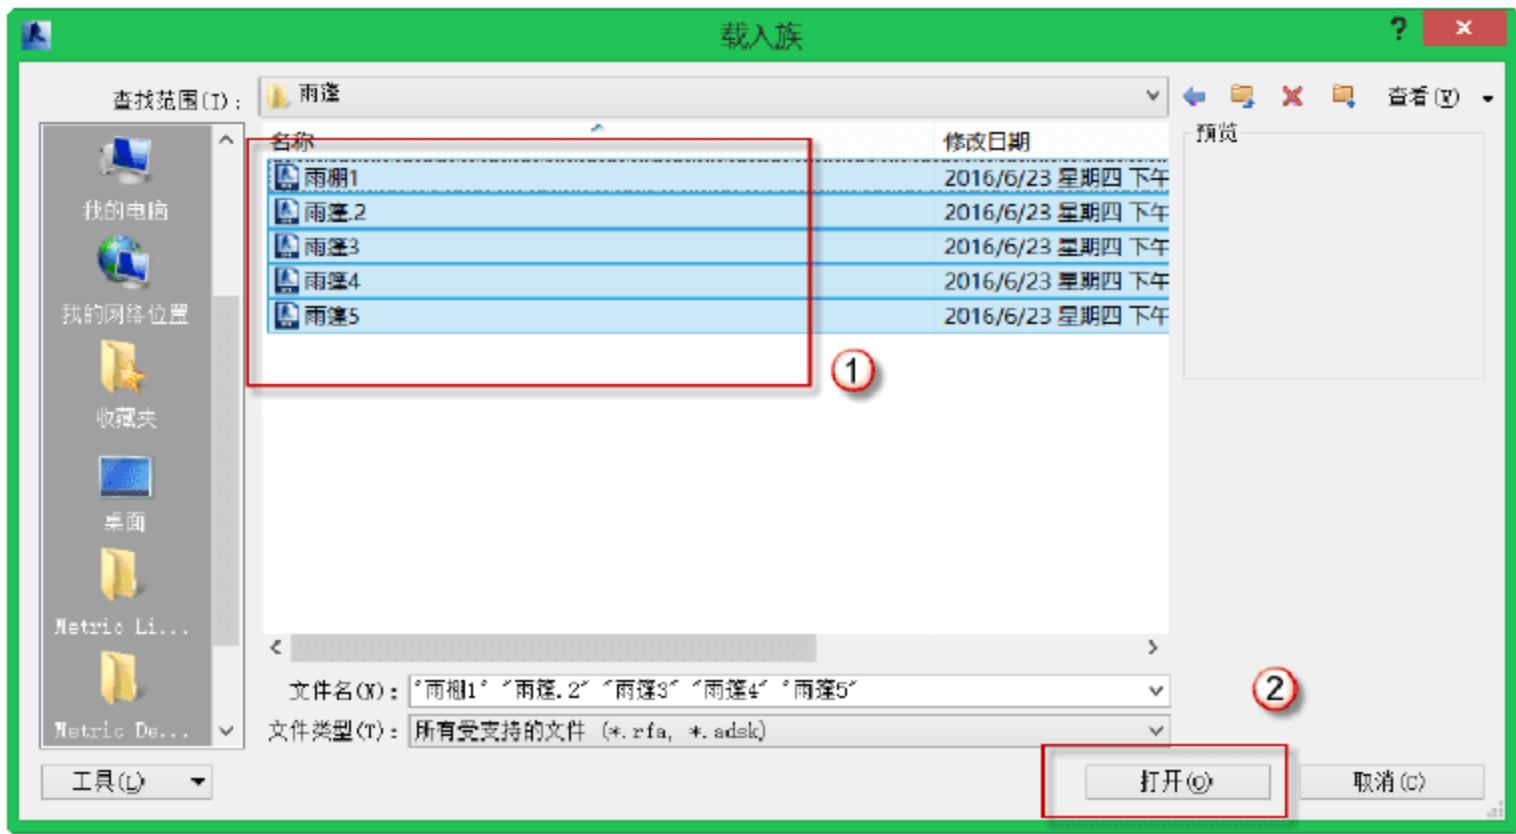 载入族
?
查找范围(I):
雨蓬
查看(V)
预览
名称
修改日期
雨棚1
2016/6/23 星期四 下午
雨篷.2
2016/6/23 星期四 下午
雨篷3
2016/6/23 星期四 下午
雨篷4
2016/6/23 星期四 下午
雨篷5
2016/6/23 星期四 下午
1
我的电脑
我的网络位置
收藏夹
桌面
Metric Li...
Metric De...
文件名(N):
"雨棚1" "雨篷.2" "雨篷3" "雨篷4" "雨篷5"
2
文件类型(T):
所有受支持的文件 (*.rfa, *.adsk)
工具(L)
打开(O)
取消(C)